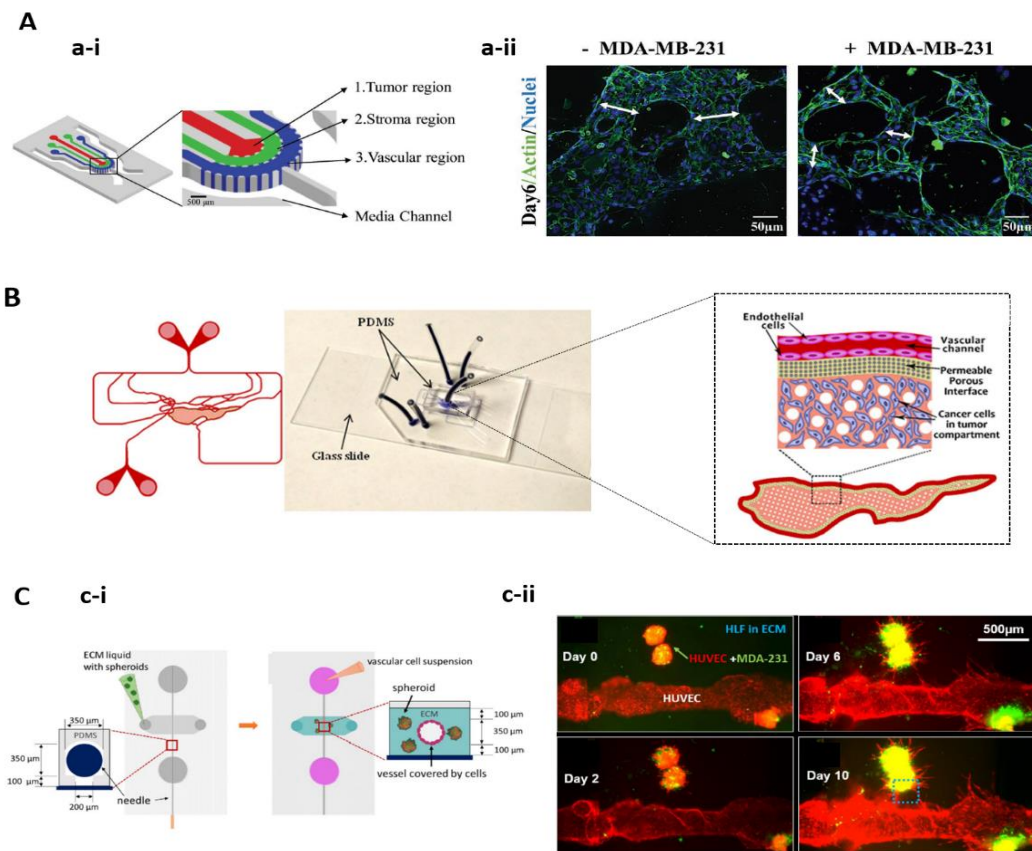 A
a-i
1.Tumor region
2.Stroma region
3.Vascular region
Media Channel
500 μm
a-ii
- MDA-MB-231
+ MDA-MB-231
Day6/Actin/Nuclei
50μm
50μm
B
PDMS
Glass slide
Endothelial
cells
Vascular
channel
Permeable
Porous
Interface
Cancer cells
in tumor
compartment
C
c-i
ECM liquid
with spheroids
350 μm
PDMS
350 μm
100 μm
200 μm
needle
vascular cell suspension
spheroid
ECM
100 μm
350 μm
100 μm
vessel covered by cells
c-ii
Day 0
HLF in ECM
HUVEC+MDA-231
HUVEC
Day 6
500μm
Day 2
Day 10